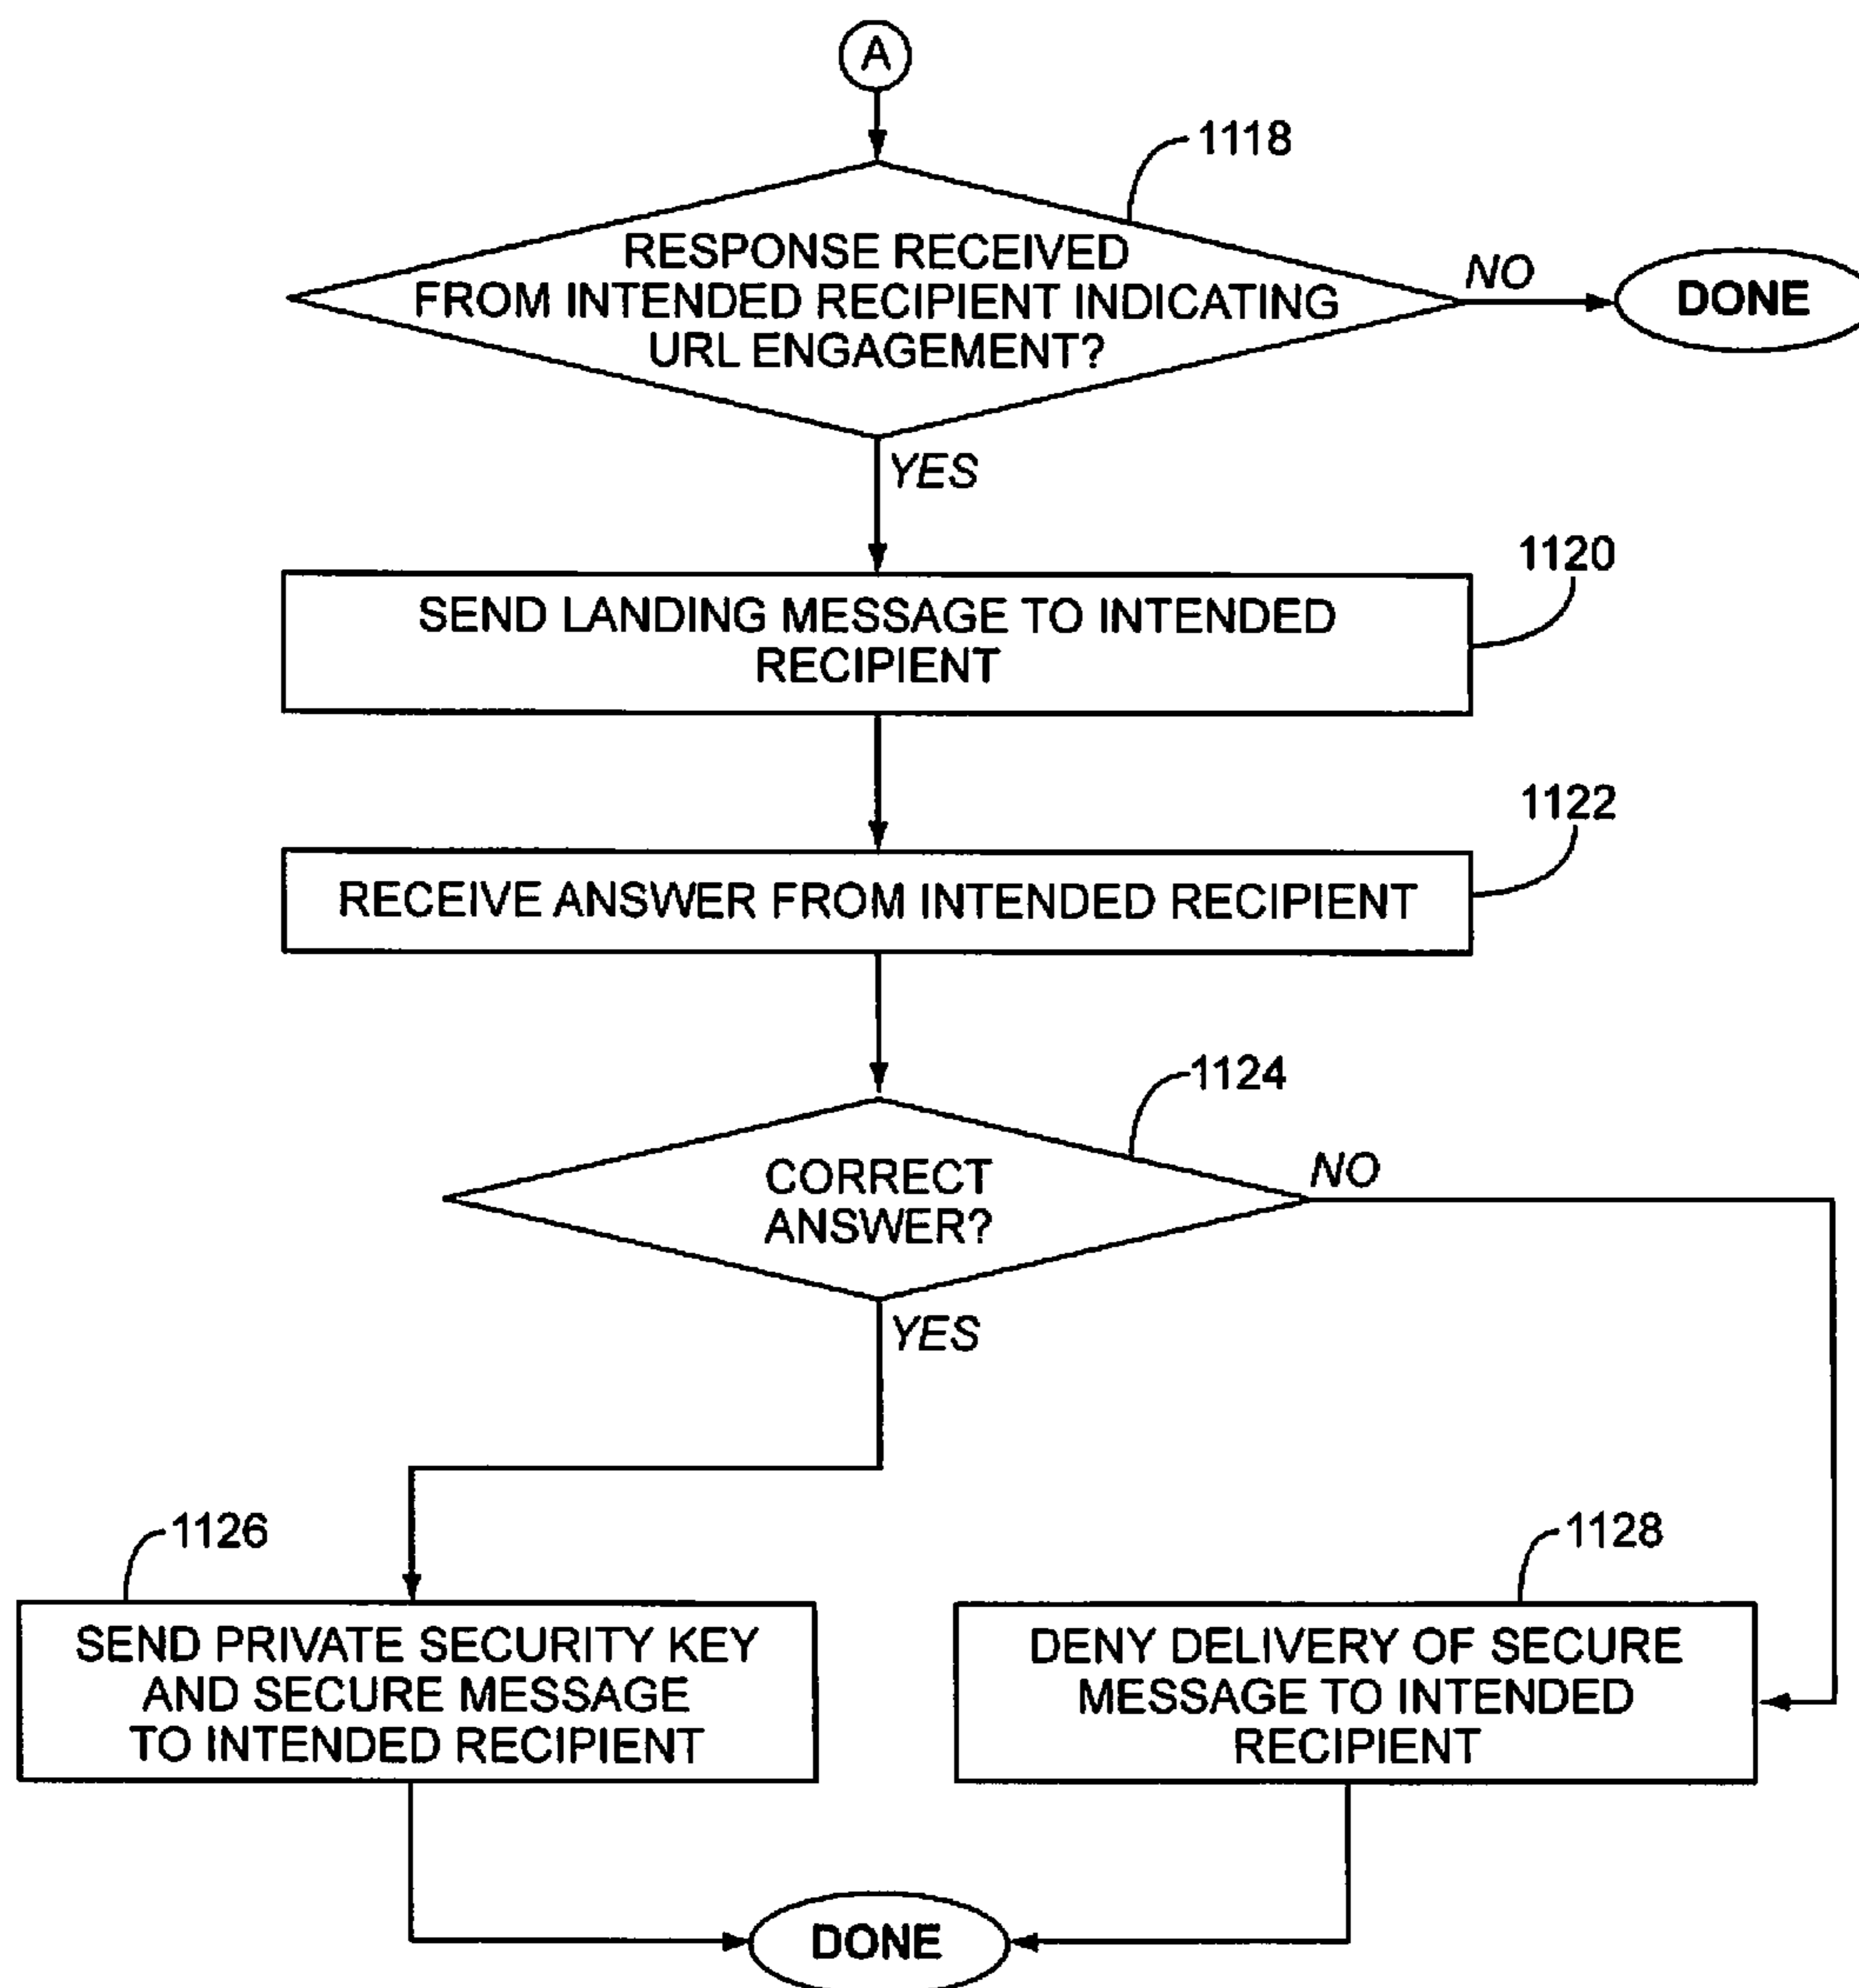 A
1118
RESPONSE RECEIVED
FROM INTENDED RECIPIENT INDICATING
URL ENGAGEMENT?
NO
DONE
YES
1120
SEND LANDING MESSAGE TO INTENDED
RECIPIENT
1122
RECEIVE ANSWER FROM INTENDED RECIPIENT
1124
CORRECT
ANSWER?
NO
YES
1126
SEND PRIVATE SECURITY KEY
AND SECURE MESSAGE
TO INTENDED RECIPIENT
1128
DENY DELIVERY OF SECURE
MESSAGE TO INTENDED
RECIPIENT
DONE